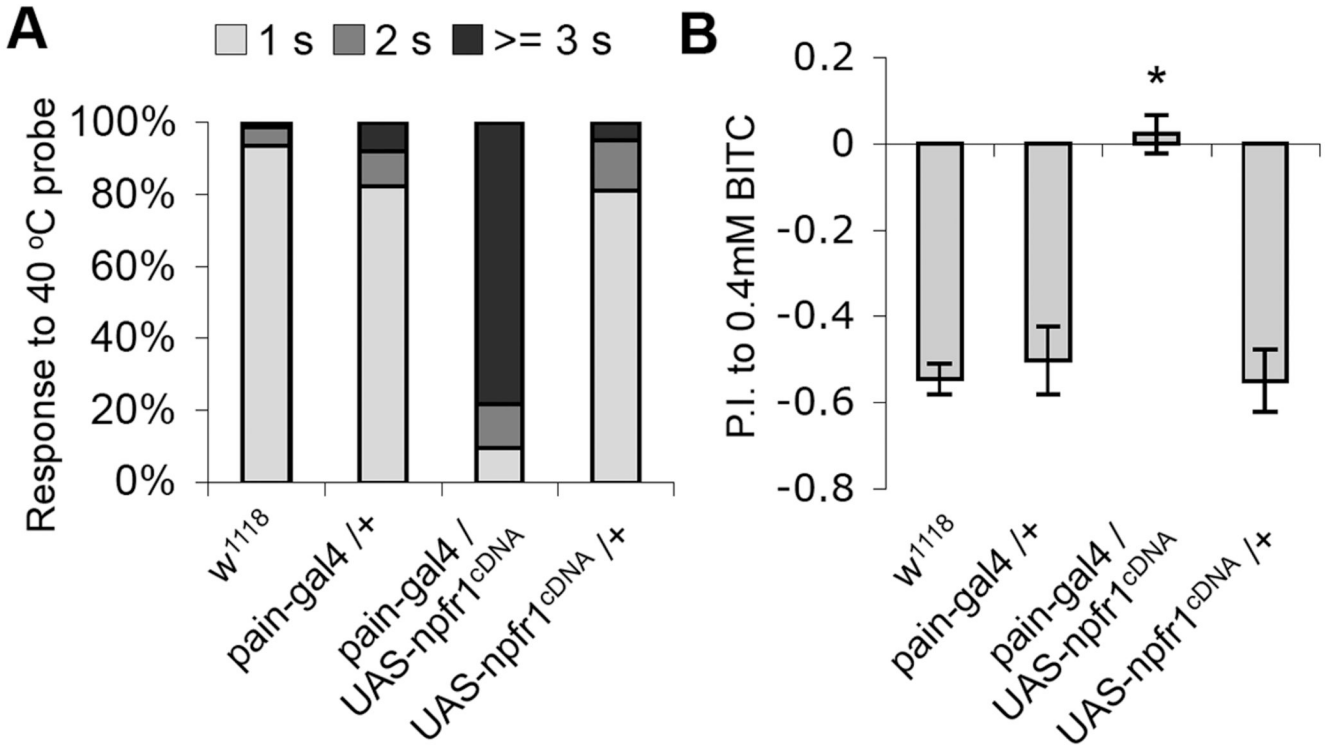 A
1 s 2 s >= 3 s
Response to 40 ºC probe
100%
80%
60%
40%
20%
0%
w1118
pain-gal4 /+
pain-gal4 /
UAS-npfr1cDNA
UAS-npfr1cDNA /+
B
P.I. to 0.4mM BITC
0.2
0
-0.2
-0.4
-0.6
-0.8
*
w1118
pain-gal4 /+
pain-gal4 /
UAS-npfr1cDNA
UAS-npfr1cDNA /+